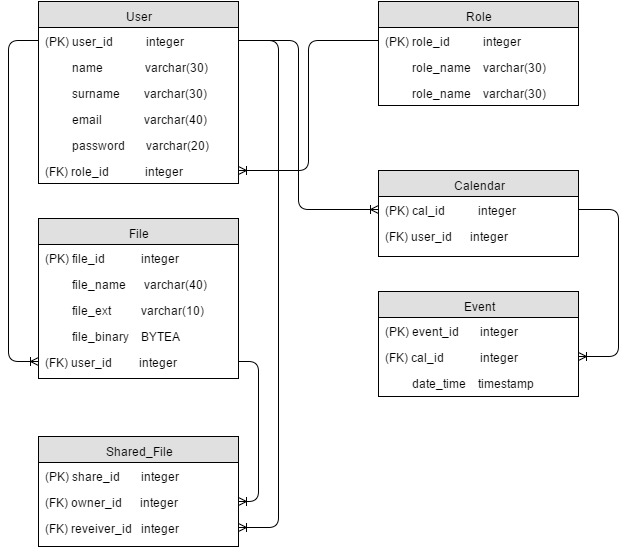 User
(PK) user_id integer
name varchar(30)
surname varchar(30)
email varchar(40)
password varchar(20)
(FK) role_id integer
Role
(PK) role_id integer
role_name varchar(30)
role_name varchar(30)
Calendar
(PK) cal_id integer
(FK) user_id integer
File
(PK) file_id integer
file_name varchar(40)
file_ext varchar(10)
file_binary BYTEA
(FK) user_id integer
Event
(PK) event_id integer
(FK) cal_id integer
date_time timestamp
Shared_File
(PK) share_id integer
(FK) owner_id integer
(FK) reveiver_id integer